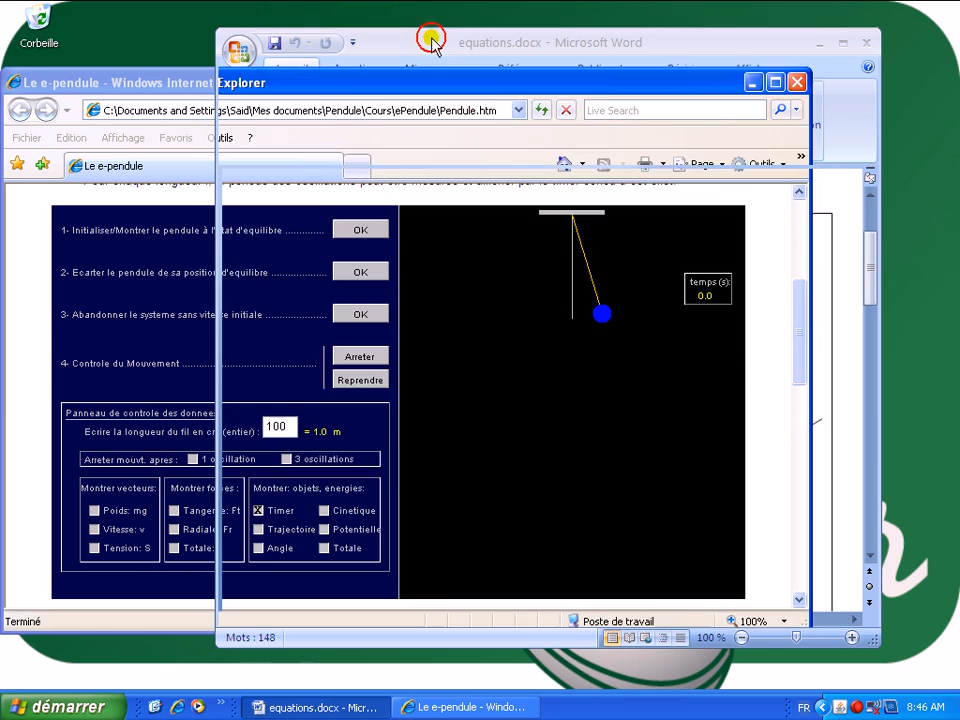 Corbeille
equations.docx - Microsoft Word
Le e-pendule - Windows Internet Explorer
C:\Documents and Settings\Said\Mes documents\Pendule\Cours\ePendule\Pendule.htm
Live Search
Fichier Edition Affichage Favoris Outils ?
Le e-pendule
Page Outils
1- Initialiser/Montrer le pendule à l'état d'equilibre .............. OK
2- Ecarter le pendule de sa position d'equilibre .................... OK
3- Abandonner le systeme sans vitesse initiale .................. OK
4- Controle du Mouvement ......................................... Arreter
Reprendre
temps (s):
0.0
Panneau de controle des donnees
Ecrire la longueur du fil en cm (entier) : 100 = 1.0 m
Arreter mouvt. apres : 1 oscillation 3 oscillations
Montrer vecteurs: Montrer forces : Montrer: objets, energies:
Poids: mg Tangente: Ft X Timer Cinetique
Vitesse: v Radiale: Fr Trajectoire Potentielle
Tension: S Totale: Angle Totale
Terminé
Poste de travail 100%
Mots : 148
100 %
démarrer
equations.docx - Micr...
Le e-pendule - Windo...
FR
8:46 AM